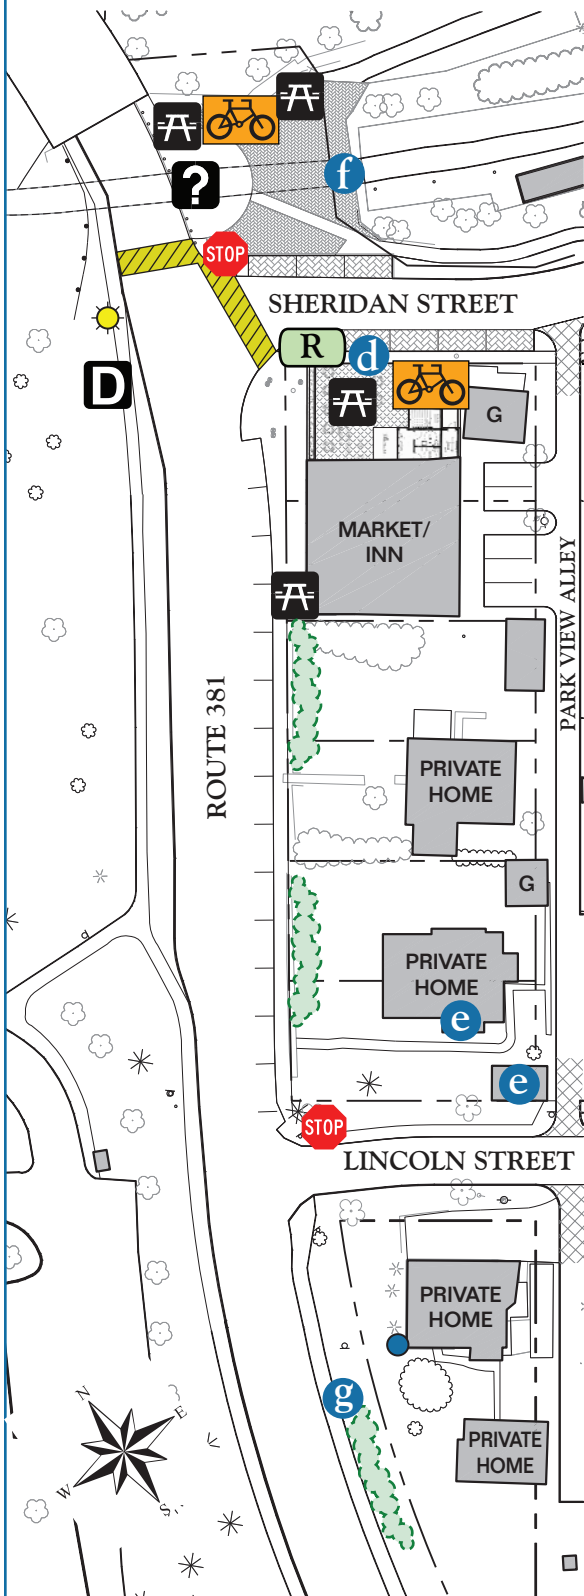 ?
f
STOP
SHERIDAN STREET
R
d
D
G
MARKET/
INN
PARK VIEW ALLEY
ROUTE 381
PRIVATE
HOME
G
PRIVATE
HOME
e
e
STOP
LINCOLN STREET
PRIVATE
HOME
g
N
E
W
S
PRIVATE
HOME